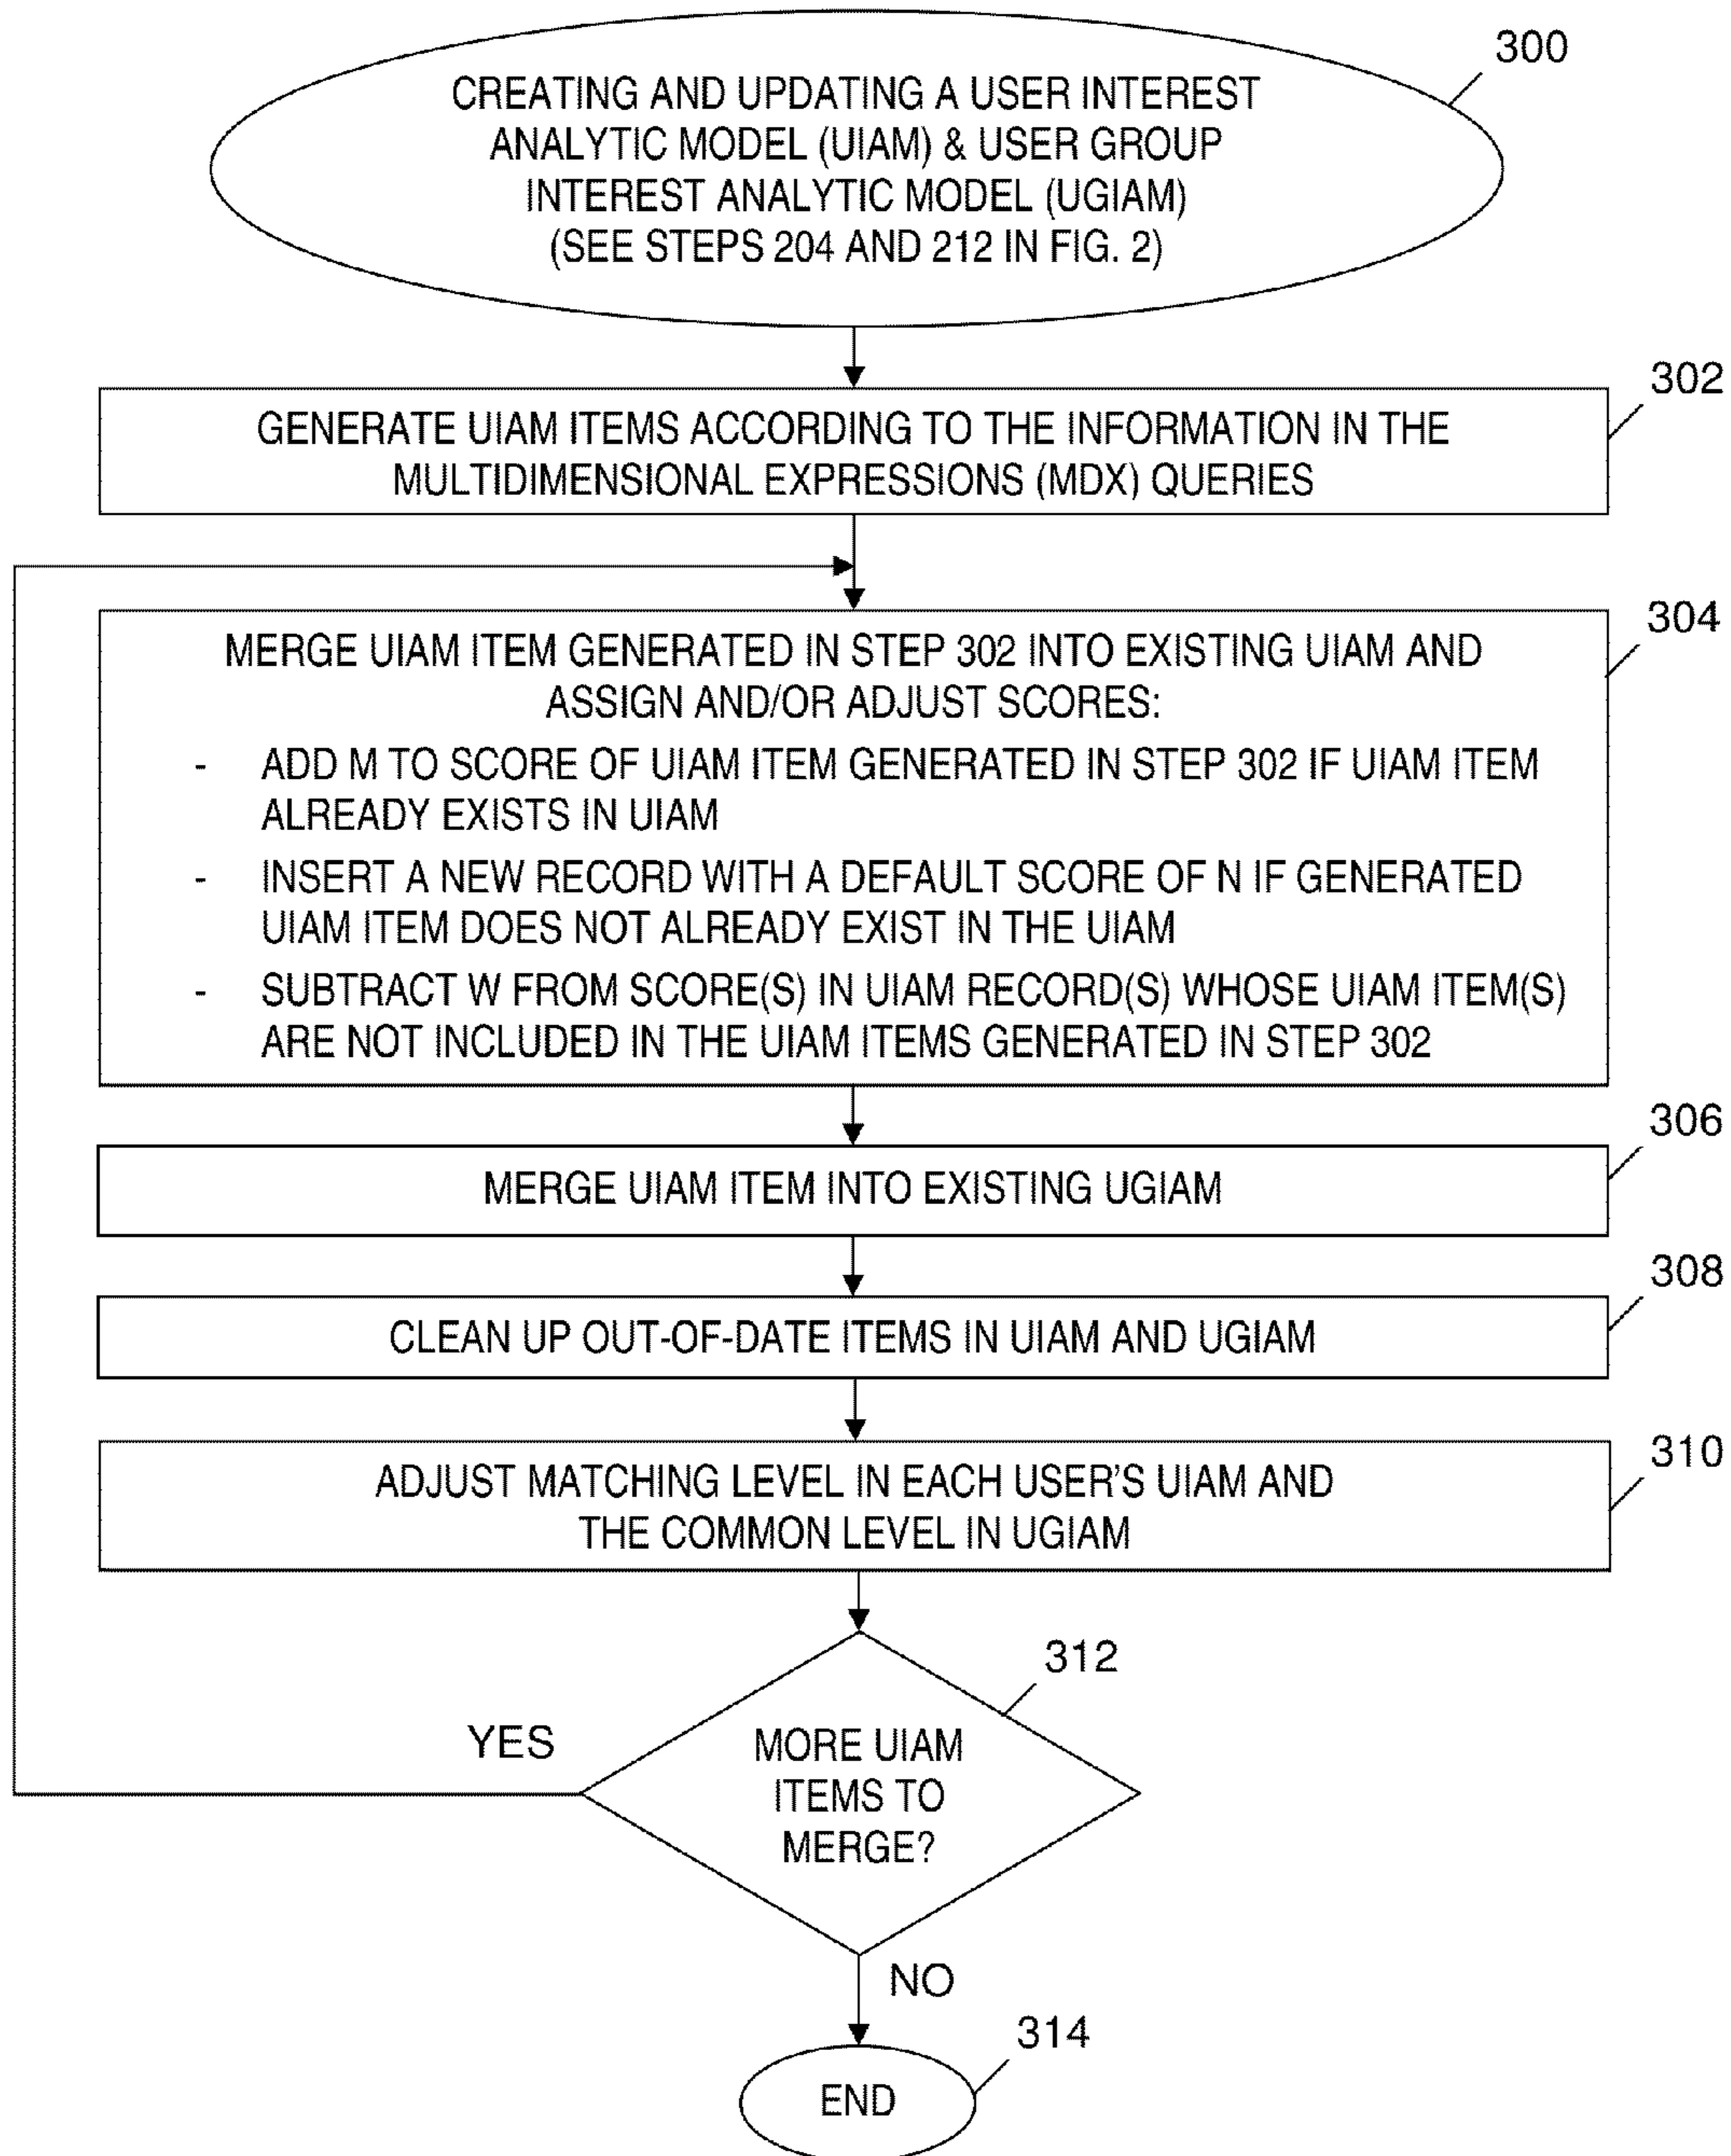 300
CREATING AND UPDATING A USER INTEREST
ANALYTIC MODEL (UIAM) & USER GROUP
INTEREST ANALYTIC MODEL (UGIAM)
(SEE STEPS 204 AND 212 IN FIG. 2)
302
GENERATE UIAM ITEMS ACCORDING TO THE INFORMATION IN THE
MULTIDIMENSIONAL EXPRESSIONS (MDX) QUERIES
304
MERGE UIAM ITEM GENERATED IN STEP 302 INTO EXISTING UIAM AND
ASSIGN AND/OR ADJUST SCORES:
- ADD M TO SCORE OF UIAM ITEM GENERATED IN STEP 302 IF UIAM ITEM
ALREADY EXISTS IN UIAM
- INSERT A NEW RECORD WITH A DEFAULT SCORE OF N IF GENERATED
UIAM ITEM DOES NOT ALREADY EXIST IN THE UIAM
- SUBTRACT W FROM SCORE(S) IN UIAM RECORD(S) WHOSE UIAM ITEM(S)
ARE NOT INCLUDED IN THE UIAM ITEMS GENERATED IN STEP 302
306
MERGE UIAM ITEM INTO EXISTING UGIAM
308
CLEAN UP OUT-OF-DATE ITEMS IN UIAM AND UGIAM
310
ADJUST MATCHING LEVEL IN EACH USER'S UIAM AND
THE COMMON LEVEL IN UGIAM
312
YES
MORE UIAM
ITEMS TO
MERGE?
NO
314
END